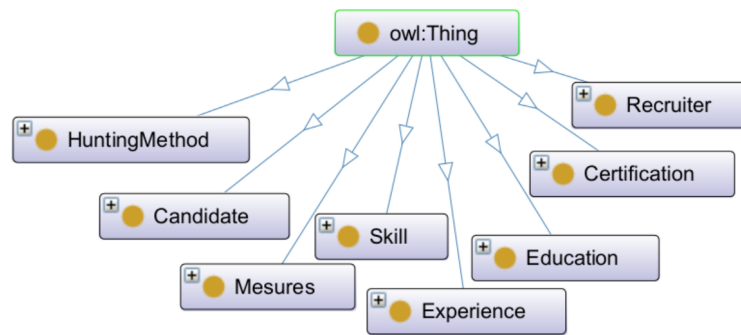 owl:Thing
Recruiter
HuntingMethod
Certification
Candidate
Skill
Education
Mesures
Experience